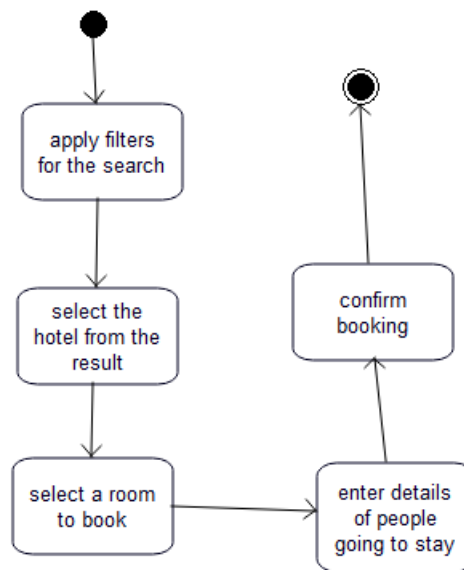 apply filters
for the search
select the
hotel from the
result
select a room
to book
enter details
of people
going to stay
confirm
booking